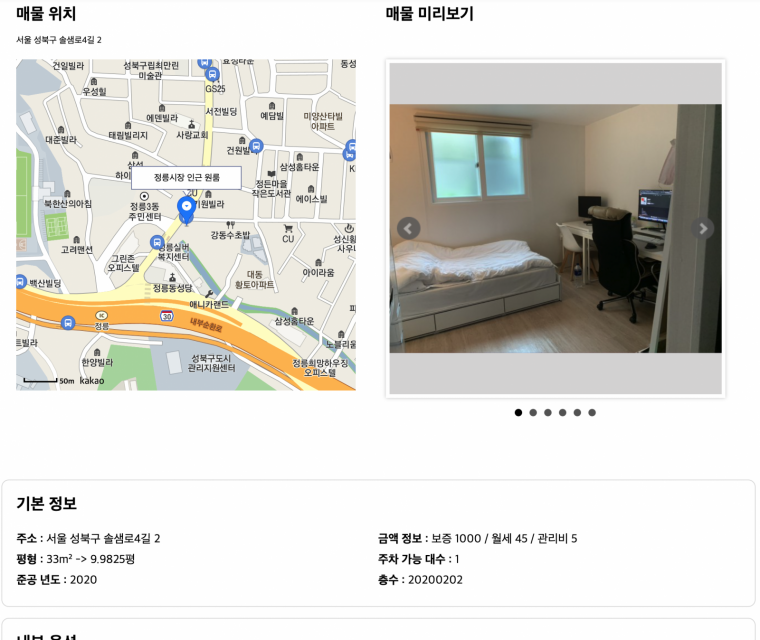 매물 위치
매물 미리보기
서울 성북구 솔샘로4길 2
건일빌라
성북구립최만린
미술관
동성
우성힐
GS25
에덴빌라
서전빌딩
예담빌
미양산타빌
아파트
대준빌라
태림빌리지
사랑교회
건원빌라
삼성홈타운
정릉시장 인근 원룸
정든마을
작은도서관
에이스빌
북한산의아침
정릉3동
주민센터
기원빌라
강동수초밥
CU
고려맨션
그린존
오피스텔
정릉실버
복지센터
아이라움
백산빌딩
정릉동성당
대동
황토아파트
애니카랜드
정릉
30
내부순환로
삼성홈타운
한양빌라
성북구도시
관리지원센터
정릉희망하우징
오피스텔
50m kakao
기본 정보
주소 : 서울 성북구 솔샘로4길 2
금액 정보 : 보증 1000 / 월세 45 / 관리비 5
평형 : 33m² -> 9.9825평
주차 가능 대수 : 1
준공 년도 : 2020
층수 : 20200202